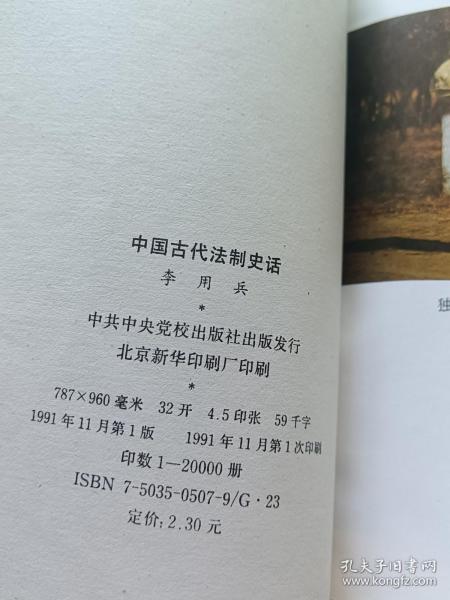 中国古代法制史话
李用兵
*
中共中央党校出版社出版发行
北京新华印刷厂印刷
*
787×960毫米 32开 4.5印张 59千字
1991年11月第1版 1991年11月第1次印刷
印数1—20000册
ISBN 7-5035-0507-9/G·23
定价:2.30元
独
孔夫子旧书网
www.kongfz.com